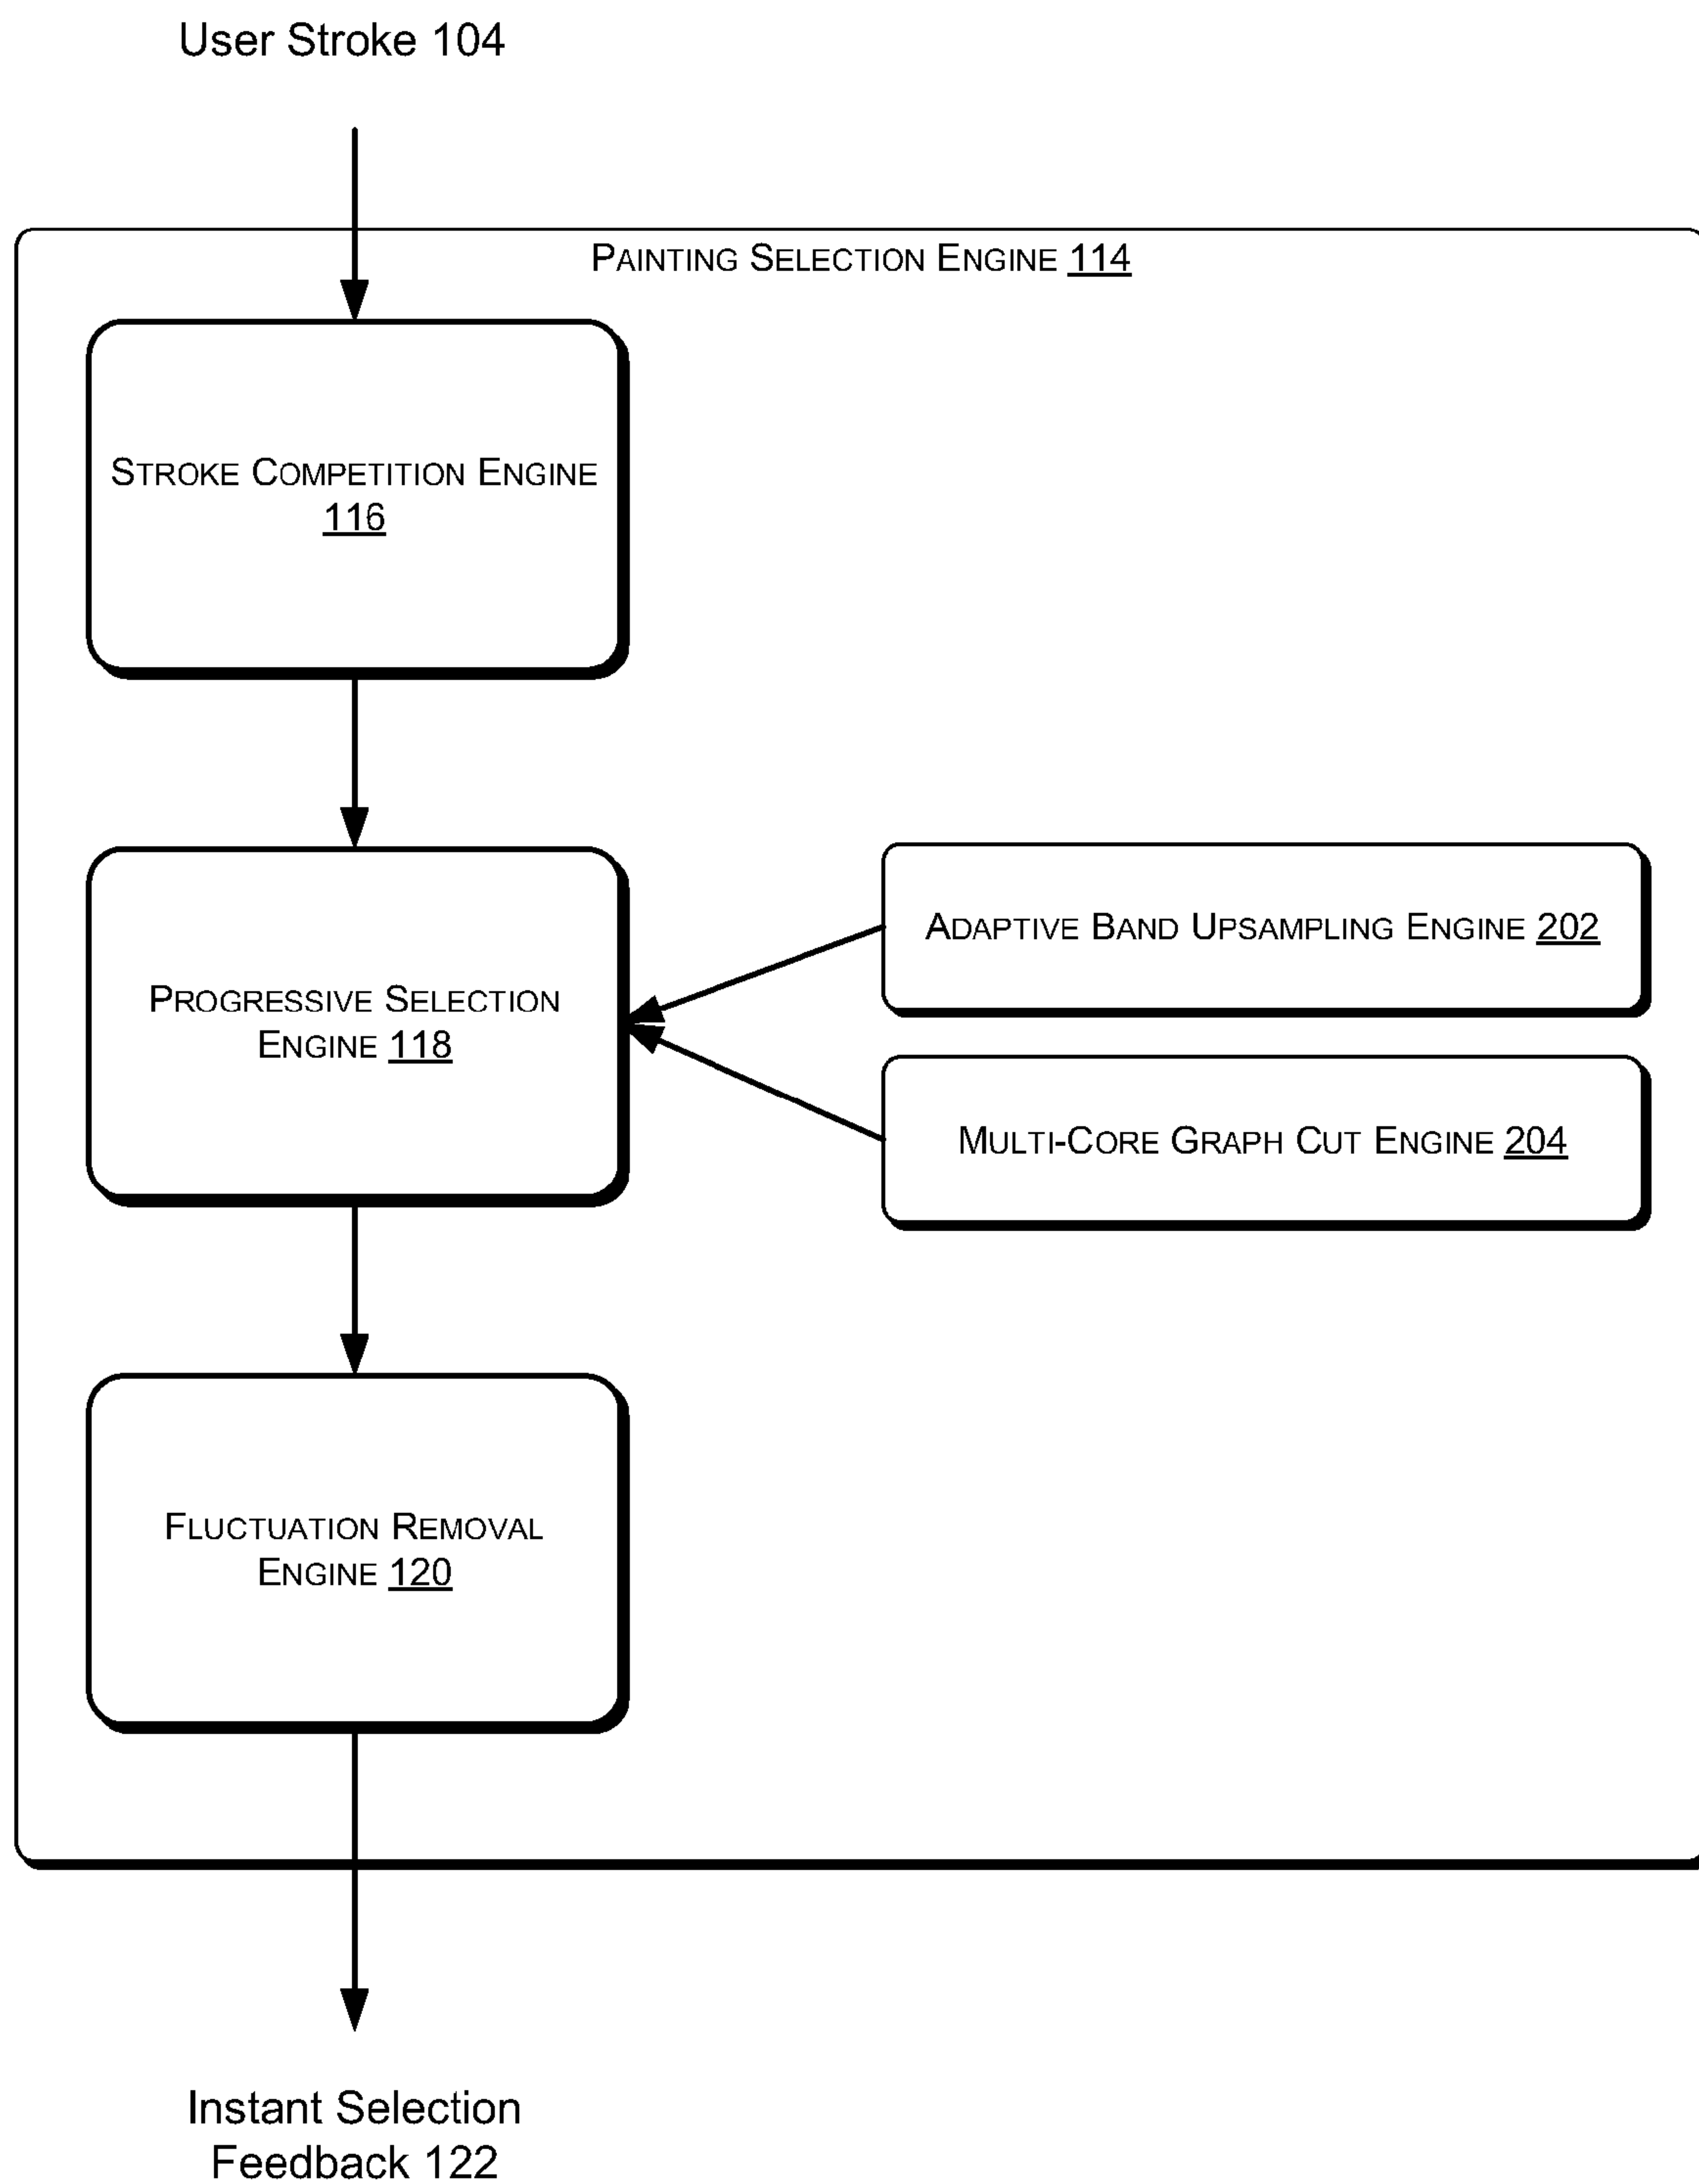 User Stroke 104
PAINTING SELECTION ENGINE 114
STROKE COMPETITION ENGINE
116
PROGRESSIVE SELECTION
ENGINE 118
ADAPTIVE BAND UPSAMPLING ENGINE 202
MULTI-CORE GRAPH CUT ENGINE 204
FLUCTUATION REMOVAL
ENGINE 120
Instant Selection
Feedback 122